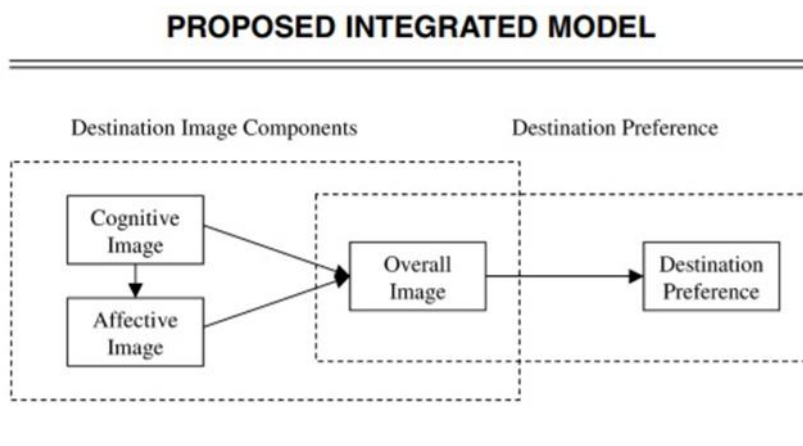 PROPOSED INTEGRATED MODEL
Destination Image Components
Destination Preference
Cognitive
Image
Affective
Image
Overall
Image
Destination
Preference